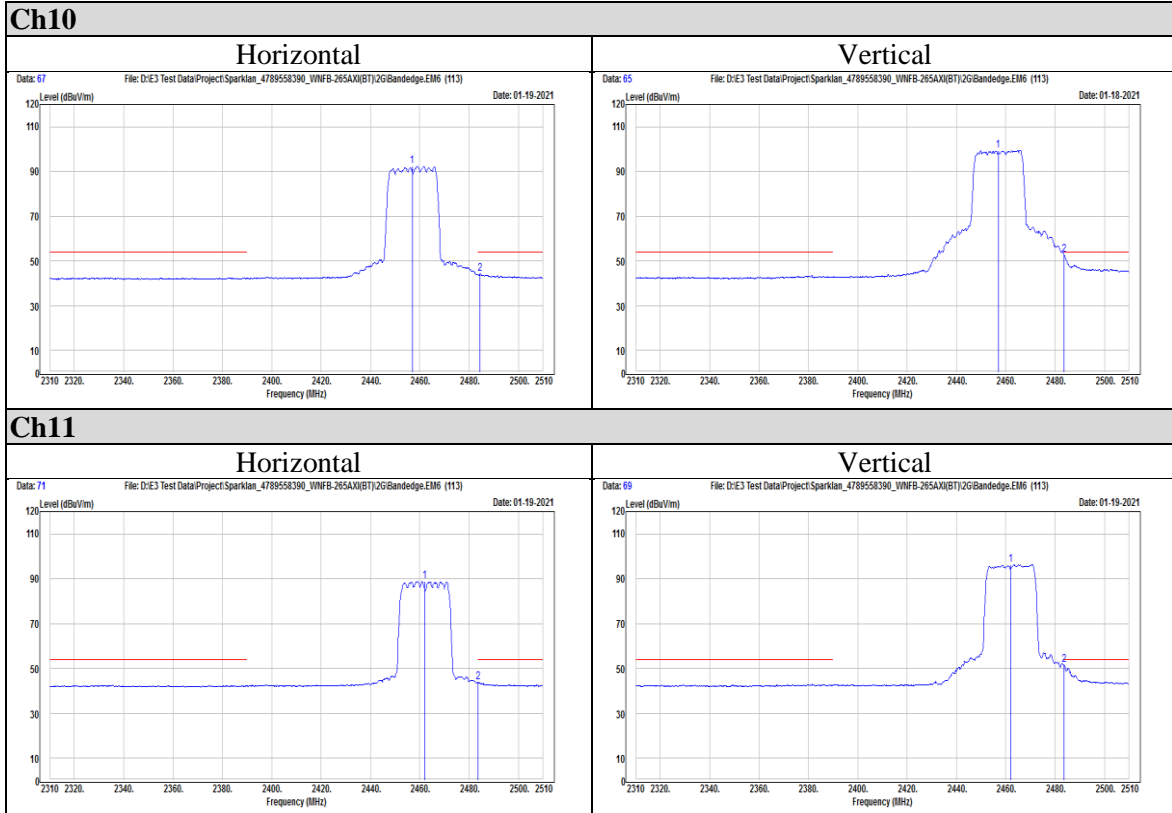 Ch10
Horizontal Vertical
Data: 67 File: D:\E3 Test Data\Project\Sparklan_4789558390_WNFB-265AXI(BT)\2G\Bandedge.EM6 (113)
120 Level (dBuV/m) Date: 01-19-2021
110
90
70
50
30
10
0
1
2
2310 2320. 2340. 2360. 2380. 2400. 2420. 2440. 2460. 2480. 2500. 2510
Frequency (MHz)
Data: 65 File: D:\E3 Test Data\Project\Sparklan_4789558390_WNFB-265AXI(BT)\2G\Bandedge.EM6 (113)
120 Level (dBuV/m) Date: 01-18-2021
110
90
70
50
30
10
0
1
2
2310 2320. 2340. 2360. 2380. 2400. 2420. 2440. 2460. 2480. 2500. 2510
Frequency (MHz)
Ch11
Horizontal Vertical
Data: 71 File: D:\E3 Test Data\Project\Sparklan_4789558390_WNFB-265AXI(BT)\2G\Bandedge.EM6 (113)
120 Level (dBuV/m) Date: 01-19-2021
110
90
70
50
30
10
0
1
2
2310 2320. 2340. 2360. 2380. 2400. 2420. 2440. 2460. 2480. 2500. 2510
Frequency (MHz)
Data: 69 File: D:\E3 Test Data\Project\Sparklan_4789558390_WNFB-265AXI(BT)\2G\Bandedge.EM6 (113)
120 Level (dBuV/m) Date: 01-19-2021
110
90
70
50
30
10
0
1
2
2310 2320. 2340. 2360. 2380. 2400. 2420. 2440. 2460. 2480. 2500. 2510
Frequency (MHz)